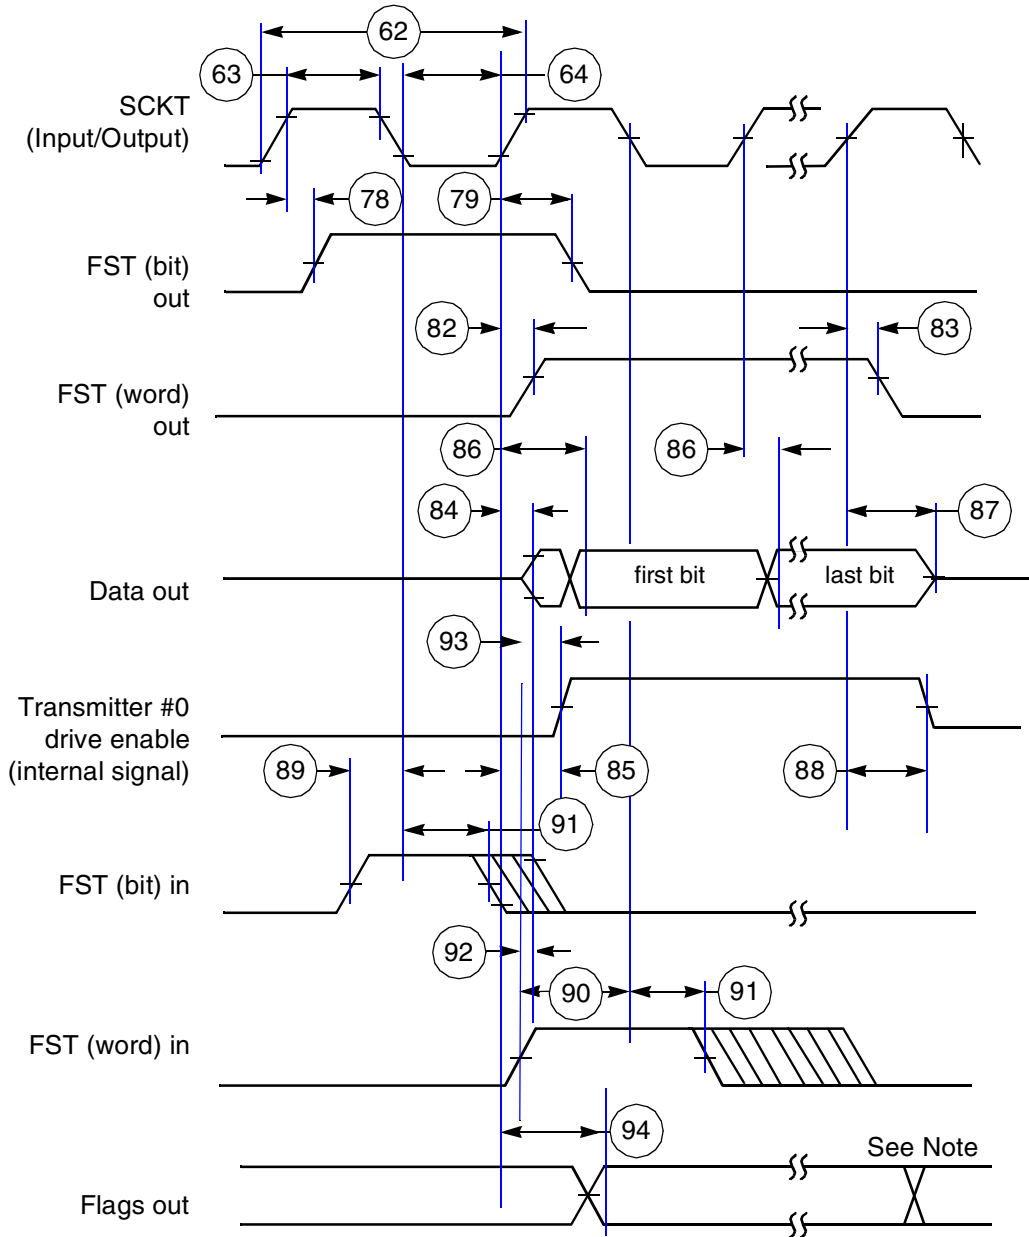 62
63
64
SCKT
(Input/Output)
78
79
FST (bit)
out
82
83
FST (word)
out
86
86
84
87
first bit
last bit
Data out
93
Transmitter #0
drive enable
(internal signal)
89
85
88
91
FST (bit) in
92
90
91
FST (word) in
94
See Note
Flags out